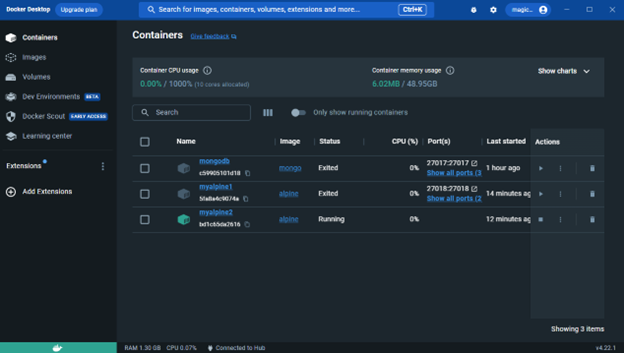 Docker Desktop Upgrade plan Search for images, containers, volumes, extensions and more... Ctrl+K magic...
Containers
Images
Volumes
Dev Environments BETA
Docker Scout EARLY ACCESS
Learning center
Extensions
Add Extensions
Containers Give feedback
Container CPU usage
0.00% / 1000% (10 cores allocated)
Container memory usage
6.02MB / 48.95GB
Show charts
Search
Only show running containers
Name Image Status CPU (%) Port(s) Last started Actions
mongodb
c59905101d18
mongo Exited 0% 27017:27017
Show all ports (3
1 hour ago
myalpine1
5fa8a4c9074a
alpine Exited 0% 27018:27018
Show all ports (2
14 minutes ag
myalpine2
bd1c65da2616
alpine Running 0% 12 minutes ag
Showing 3 items
RAM 1.30 GB CPU 0.07% Connected to Hub v4.22.1